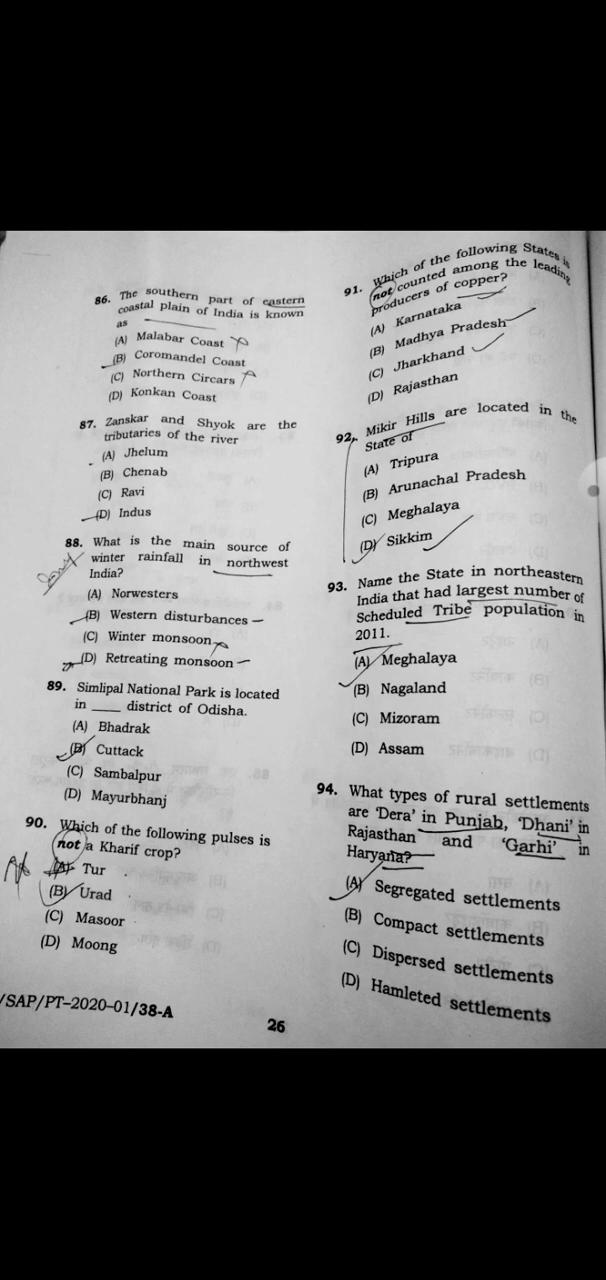 86. The southern part of eastern
coastal plain of India is known
as ______
(A) Malabar Coast
(B) Coromandel Coast
(C) Northern Circars
(D) Konkan Coast
87. Zanskar and Shyok are the
tributaries of the river
(A) Jhelum
(B) Chenab
(C) Ravi
(D) Indus
88. What is the main source of
winter rainfall in northwest
India?
(A) Norwesters
(B) Western disturbances
(C) Winter monsoon
(D) Retreating monsoon
89. Simlipal National Park is located
in ____ district of Odisha.
(A) Bhadrak
(B) Cuttack
(C) Sambalpur
(D) Mayurbhanj
90. Which of the following pulses is
not a Kharif crop?
(A) Tur
(B) Urad
(C) Masoor
(D) Moong
/SAP/PT-2020-01/38-A
26
91. Which of the following States is
not counted among the leading
producers of copper?
(A) Karnataka
(B) Madhya Pradesh
(C) Jharkhand
(D) Rajasthan
92. Mikir Hills are located in the
State of
(A) Tripura
(B) Arunachal Pradesh
(C) Meghalaya
(D) Sikkim
93. Name the State in northeastern
India that had largest number of
Scheduled Tribe population in
2011.
(A) Meghalaya
(B) Nagaland
(C) Mizoram
(D) Assam
94. What types of rural settlements
are 'Dera' in Punjab, 'Dhani' in
Rajasthan and 'Garhi' in
Haryana?
(A) Segregated settlements
(B) Compact settlements
(C) Dispersed settlements
(D) Hamleted settlements